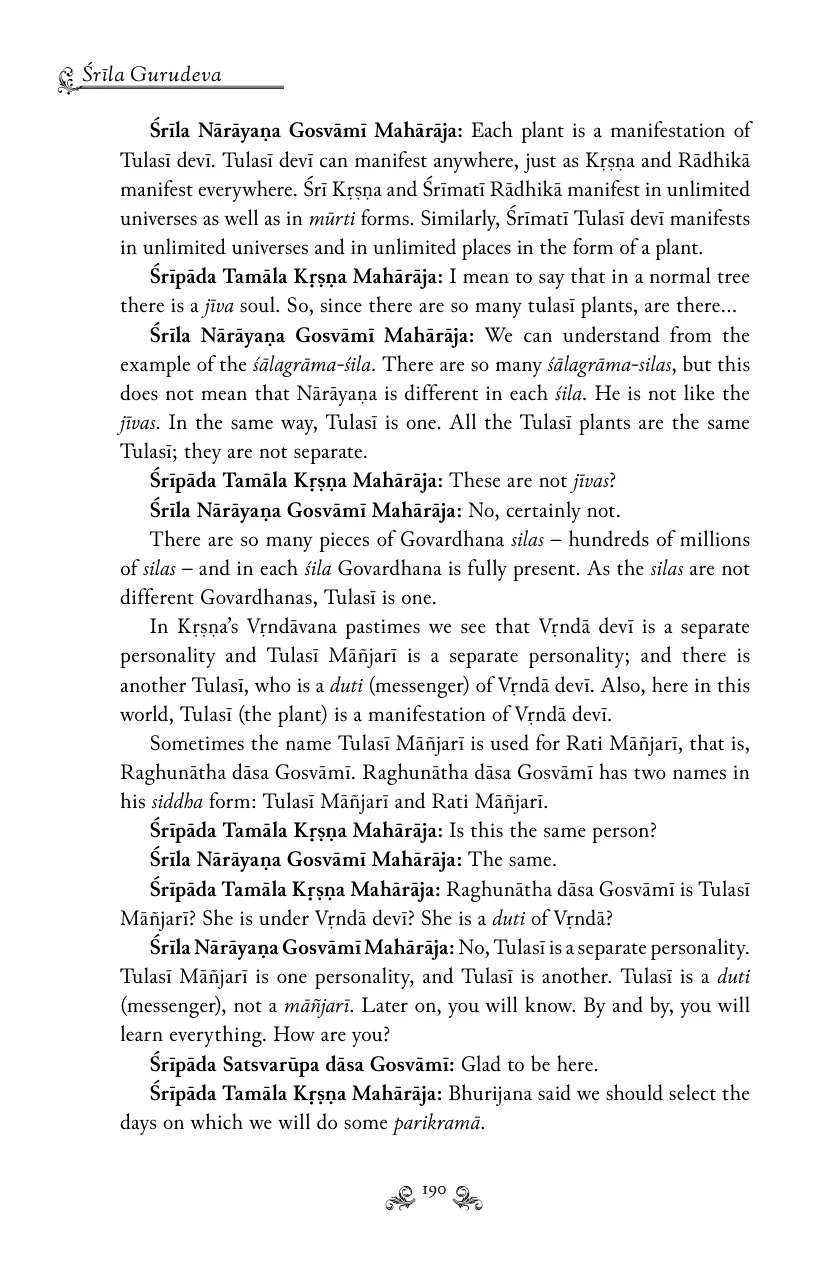 Śrīla Gurudeva
Śrīla Nārāyaṇa Gosvāmī Mahārāja: Each plant is a manifestation of
Tulasī devī. Tulasī devī can manifest anywhere, just as Kṛṣṇa and Rādhikā
manifest everywhere. Śrī Kṛṣṇa and Śrīmatī Rādhikā manifest in unlimited
universes as well as in mūrti forms. Similarly, Śrīmatī Tulasī devī manifests
in unlimited universes and in unlimited places in the form of a plant.
Śrīpāda Tamāla Kṛṣṇa Mahārāja: I mean to say that in a normal tree
there is a jīva soul. So, since there are so many tulasī plants, are there...
Śrīla Nārāyaṇa Gosvāmī Mahārāja: We can understand from the
example of the śālagrāma-śila. There are so many śālagrāma-silas, but this
does not mean that Nārāyaṇa is different in each śila. He is not like the
jīvas. In the same way, Tulasī is one. All the Tulasī plants are the same
Tulasī; they are not separate.
Śrīpāda Tamāla Kṛṣṇa Mahārāja: These are not jīvas?
Śrīla Nārāyaṇa Gosvāmī Mahārāja: No, certainly not.
There are so many pieces of Govardhana silas – hundreds of millions
of silas – and in each śila Govardhana is fully present. As the silas are not
different Govardhanas, Tulasī is one.
In Kṛṣṇa’s Vṛndāvana pastimes we see that Vṛndā devī is a separate
personality and Tulasī Māñjarī is a separate personality; and there is
another Tulasī, who is a duti (messenger) of Vṛndā devī. Also, here in this
world, Tulasī (the plant) is a manifestation of Vṛndā devī.
Sometimes the name Tulasī Māñjarī is used for Rati Māñjarī, that is,
Raghunātha dāsa Gosvāmī. Raghunātha dāsa Gosvāmī has two names in
his siddha form: Tulasī Māñjarī and Rati Māñjarī.
Śrīpāda Tamāla Kṛṣṇa Mahārāja: Is this the same person?
Śrīla Nārāyaṇa Gosvāmī Mahārāja: The same.
Śrīpāda Tamāla Kṛṣṇa Mahārāja: Raghunātha dāsa Gosvāmī is Tulasī
Māñjarī? She is under Vṛndā devī? She is a duti of Vṛndā?
Śrīla Nārāyaṇa Gosvāmī Mahārāja: No, Tulasī is a separate personality.
Tulasī Māñjarī is one personality, and Tulasī is another. Tulasī is a duti
(messenger), not a māñjarī. Later on, you will know. By and by, you will
learn everything. How are you?
Śrīpāda Satsvarūpa dāsa Gosvāmī: Glad to be here.
Śrīpāda Tamāla Kṛṣṇa Mahārāja: Bhurijana said we should select the
days on which we will do some parikramā.
190